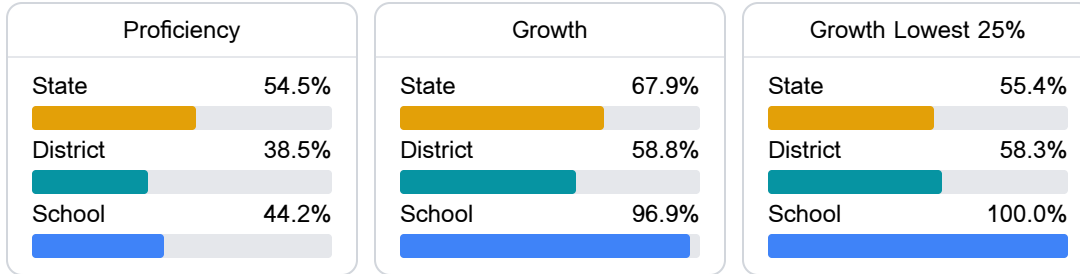 Proficiency
State 54.5%
District 38.5%
School 44.2%
Growth
State 67.9%
District 58.8%
School 96.9%
Growth Lowest 25%
State 55.4%
District 58.3%
School 100.0%